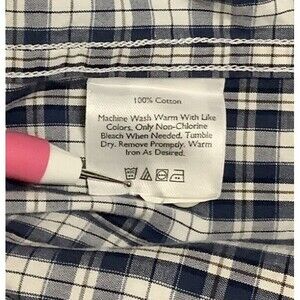 100% Cotton
Machine Wash Warm With Like
Colors, Only Non-Chlorine
Bleach When Needed. Tumble
Dry. Remove Promptly. Warm
Iron As Desired.